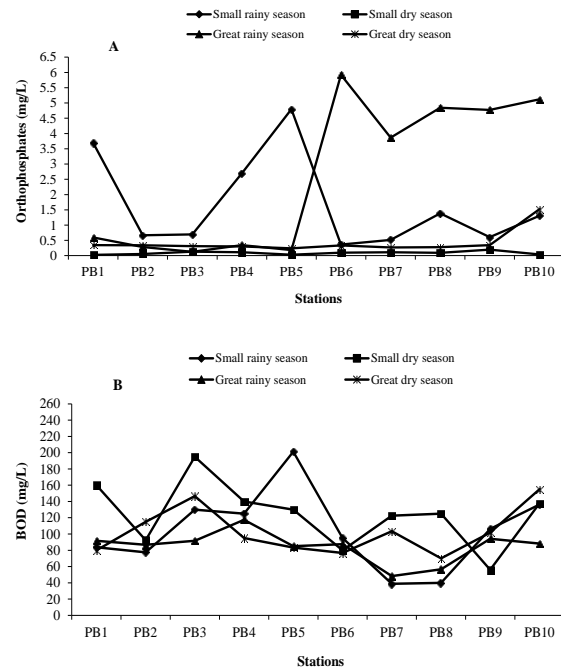 Small rainy season Small dry season
Great rainy season Great dry season
A
6.5
6
5.5
5
4.5
4
3.5
3
2.5
2
1.5
1
0.5
0
Orthophosphates (mg/L)
PB1 PB2 PB3 PB4 PB5 PB6 PB7 PB8 PB9 PB10
Stations
Small rainy season Small dry season
Great rainy season Great dry season
B
260
240
220
200
180
160
140
120
100
80
60
40
20
0
BOD (mg/L)
PB1 PB2 PB3 PB4 PB5 PB6 PB7 PB8 PB9 PB10
Stations